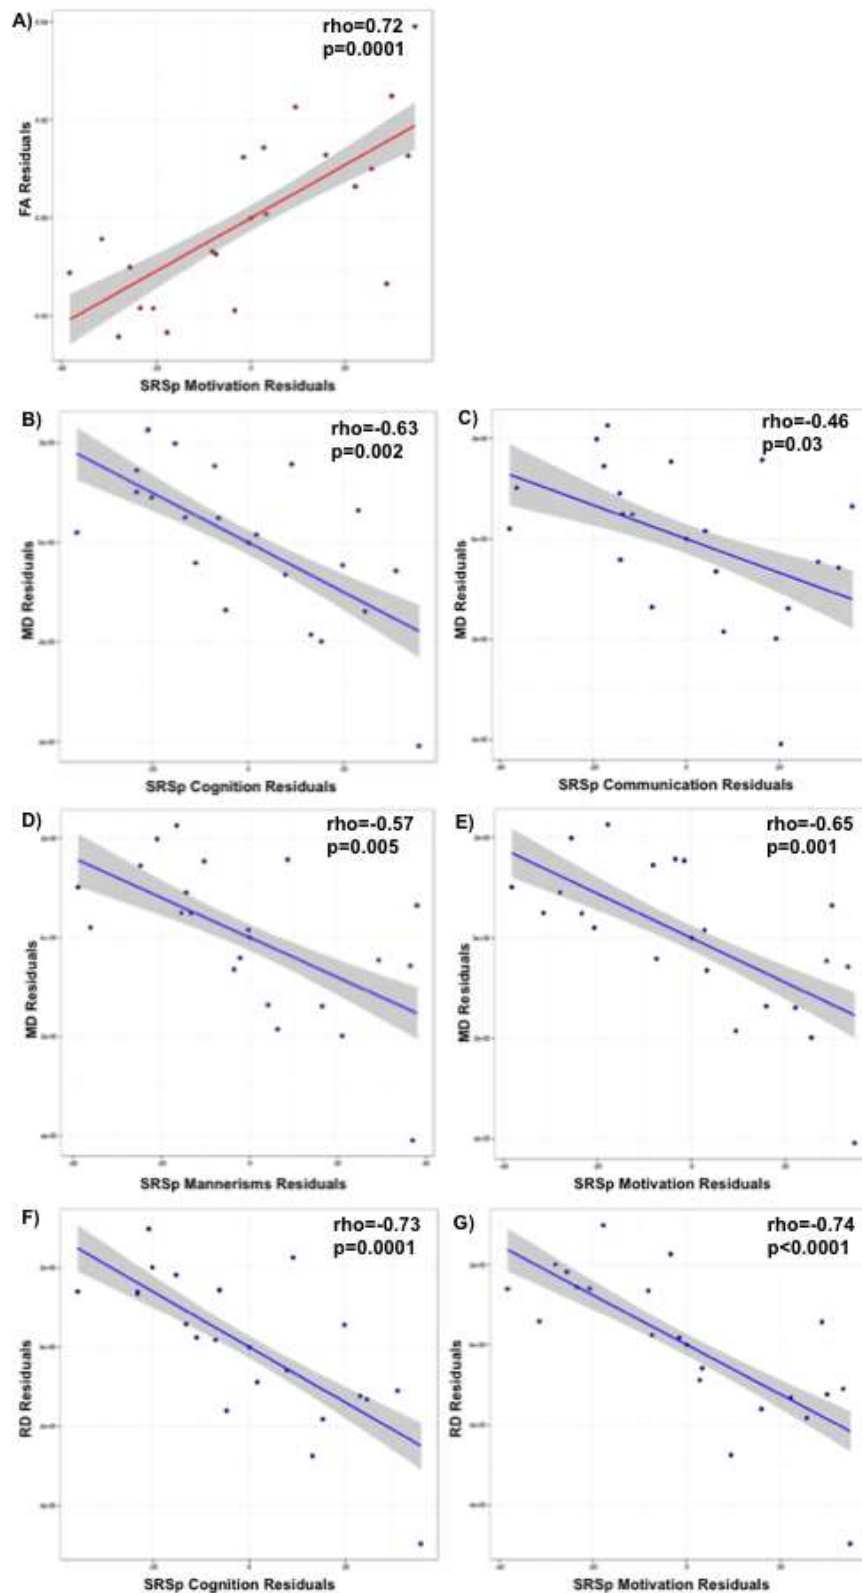 A)
rho=0.72
p=0.0001
FA Residuals
SRSp Motivation Residuals
B)
rho=-0.63
p=0.002
MD Residuals
SRSp Cognition Residuals
C)
rho=-0.46
p=0.03
MD Residuals
SRSp Communication Residuals
D)
rho=-0.57
p=0.005
MD Residuals
SRSp Mannerisms Residuals
E)
rho=-0.65
p=0.001
MD Residuals
SRSp Motivation Residuals
F)
rho=-0.73
p=0.0001
RD Residuals
SRSp Cognition Residuals
G)
rho=-0.74
p<0.0001
RD Residuals
SRSp Motivation Residuals